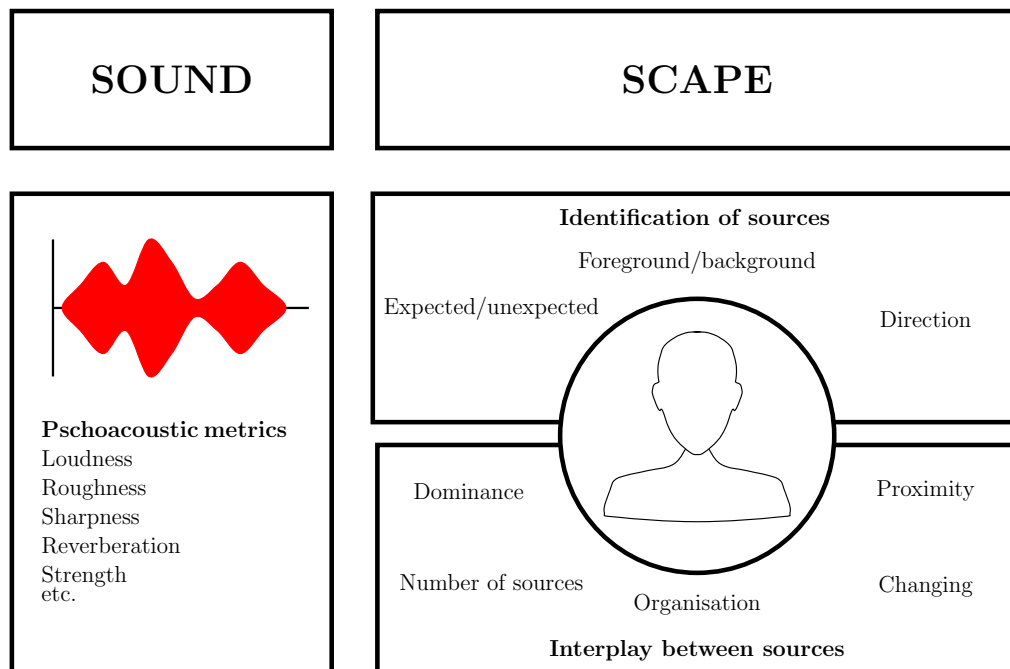 SOUND
SCAPE
Pschoacoustic metrics
Loudness
Roughness
Sharpness
Reverberation
Strength
etc.
Identification of sources
Foreground/background
Expected/unexpected
Direction
Dominance
Proximity
Number of sources
Changing
Organisation
Interplay between sources